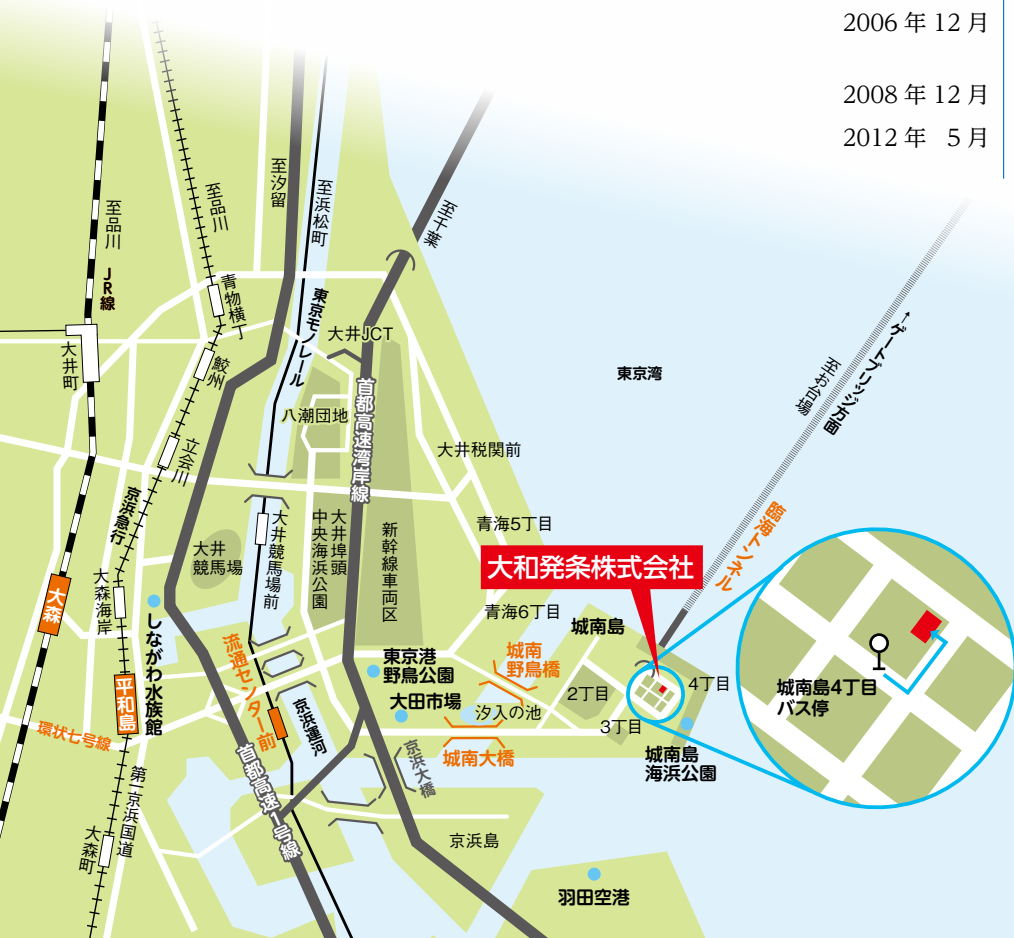 2006年12月
2008年12月
2012年 5月
至品川
JR線
至品川
至汐留
至浜松町
至千葉
大井町
青物横丁
鮫州
東京モノレール
大井JCT
首都高速湾岸線
八潮団地
立会川
京浜急行
大井税関前
東京湾
←ゲートブリッジ方面
至お台場
臨海トンネル
大井競馬場前
中央海浜公園
大井埠頭
新幹線車両区
青海5丁目
大井
競馬場
大和発条株式会社
青海6丁目
城南島
大森
大森海岸
しながわ水族館
平和島
流通センター前
東京港
野鳥公園
城南
野鳥橋
大田市場
汐入の池
2丁目
3丁目
4丁目
城南島4丁目
バス停
環状七号線
首都高速1号線
京浜運河
京浜大橋
城南大橋
城南島
海浜公園
第一京浜国道
大森町
京浜島
羽田空港